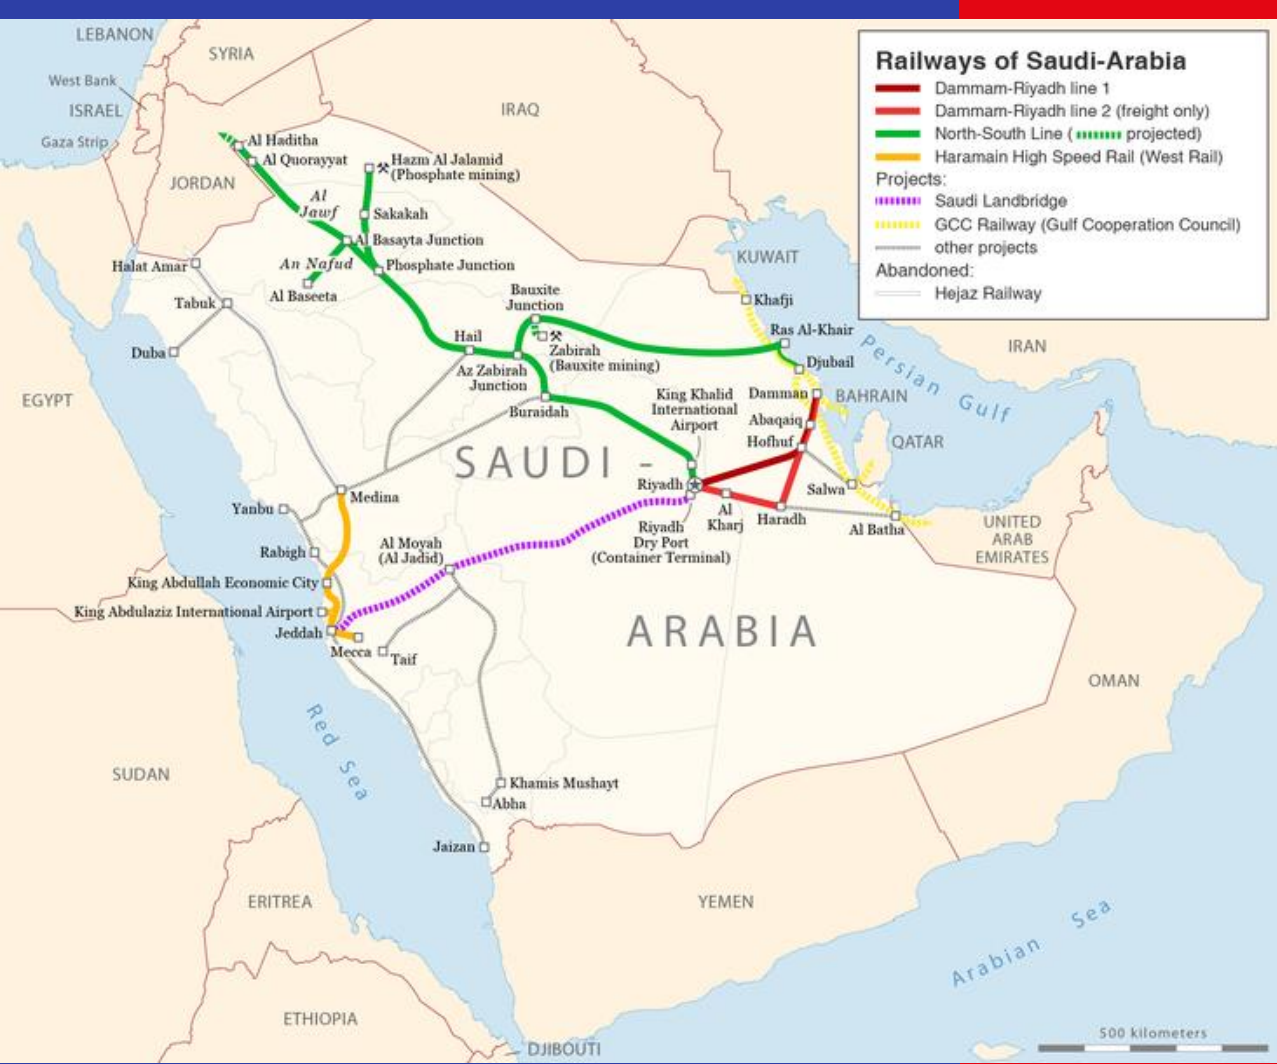 LEBANON
SYRIA
West Bank
ISRAEL
Gaza Strip
JORDAN
IRAQ
Railways of Saudi-Arabia
Dammam-Riyadh line 1
Dammam-Riyadh line 2 (freight only)
North-South Line ( projected)
Haramain High Speed Rail (West Rail)
Projects:
Saudi Landbridge
GCC Railway (Gulf Cooperation Council)
other projects
Abandoned:
Hejaz Railway
Al Haditha
Al Quorayyat
Hazm Al Jalamid
(Phosphate mining)
Al
Jawf
Sakakah
Al Basayta Junction
An Nafud
Phosphate Junction
Al Baseeta
Halat Amar
Tabuk
Duba
KUWAIT
Khafji
Bauxite
Junction
Ras Al-Khair
Hail
Zabirah
(Bauxite mining)
Az Zabirah
Junction
Djubail
Persian Gulf
IRAN
EGYPT
Buraidah
King Khalid
International
Airport
Damman
BAHRAIN
Abaqaiq
Hofhuf
QATAR
SAUDI -
Riyadh
Salwa
Medina
Yanbu
Al
Kharj
Haradh
Al Batha
Riyadh
Dry Port
(Container Terminal)
UNITED
ARAB
EMIRATES
Rabigh
Al Moyah
(Al Jadid)
King Abdullah Economic City
King Abdulaziz International Airport
Jeddah
Mecca
Taif
ARABIA
OMAN
Red Sea
SUDAN
Khamis Mushayt
Abha
Jaizan
ERITREA
YEMEN
Arabian Sea
ETHIOPIA
DJIBOUTI
500 kilometers